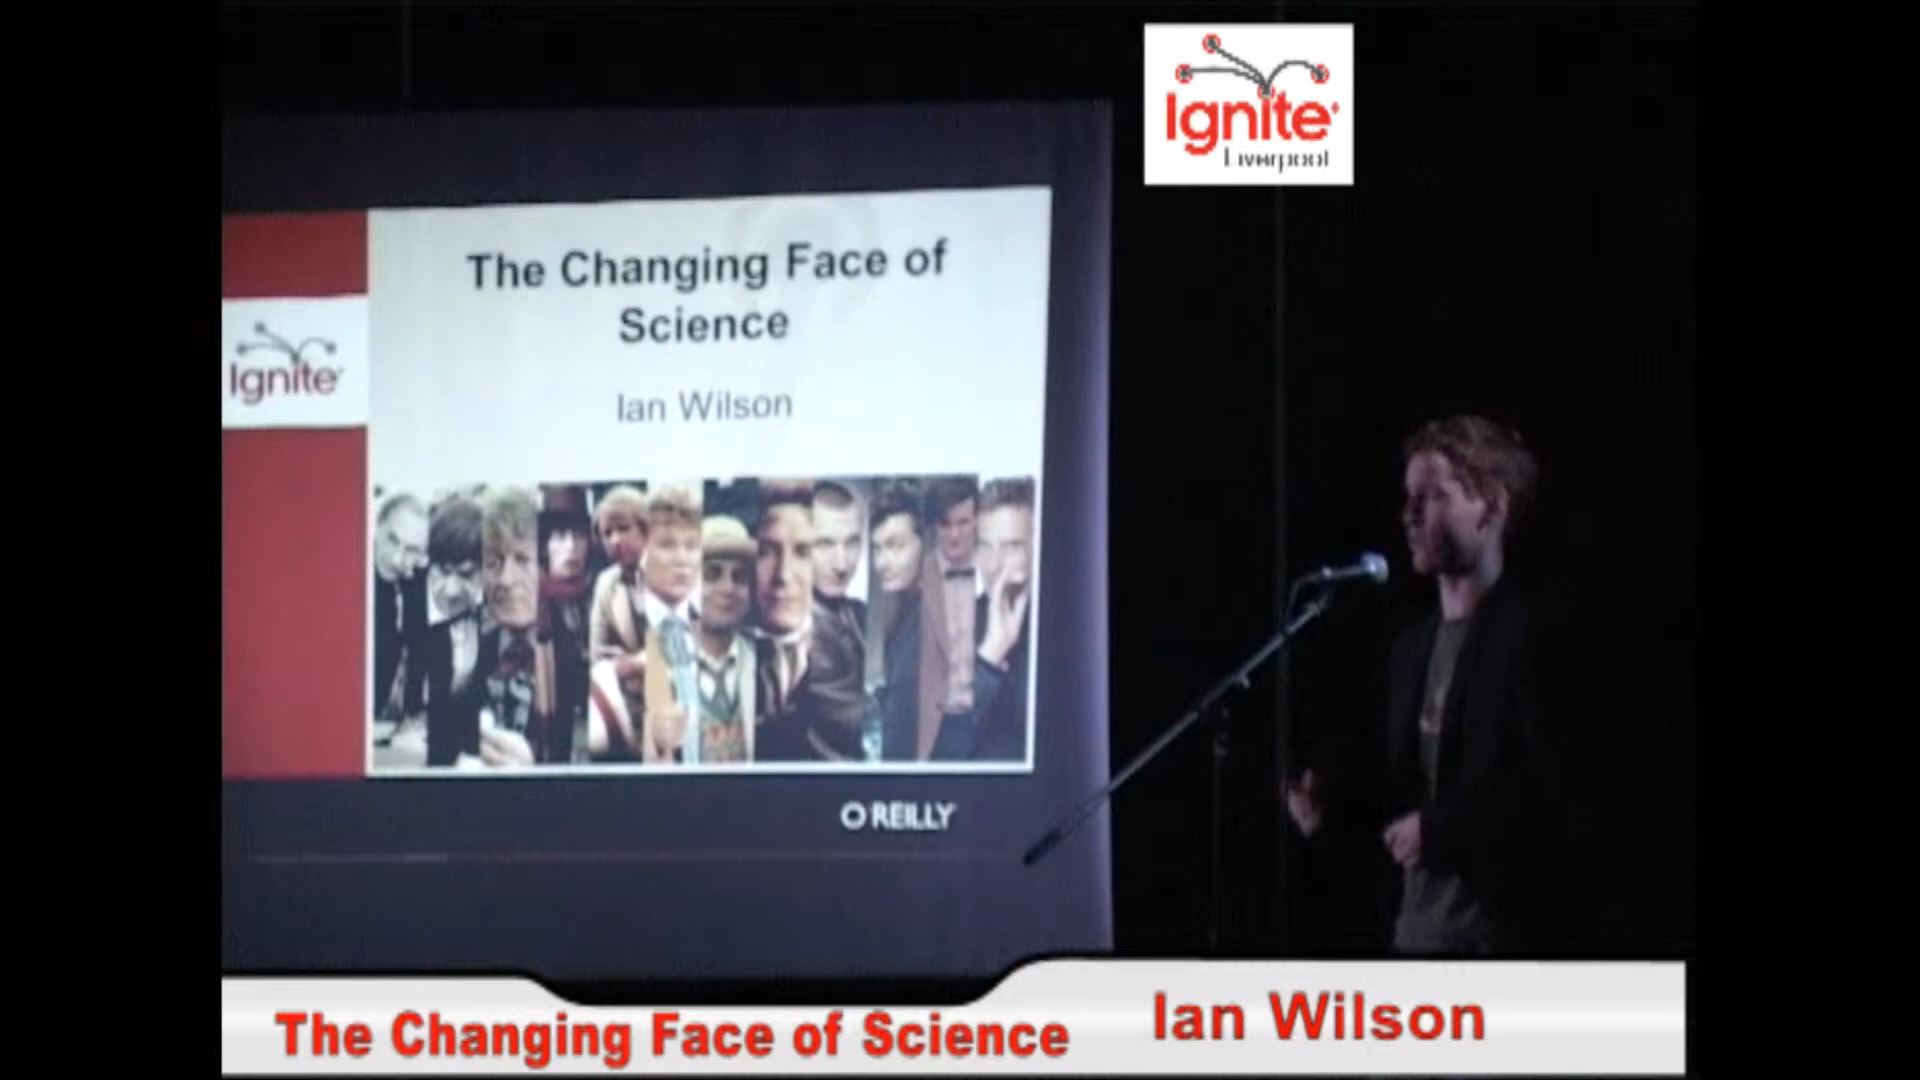 Ignite
Liverpool
The Changing Face of
Science
Ian Wilson
Ignite
O'REILLY
The Changing Face of Science
Ian Wilson